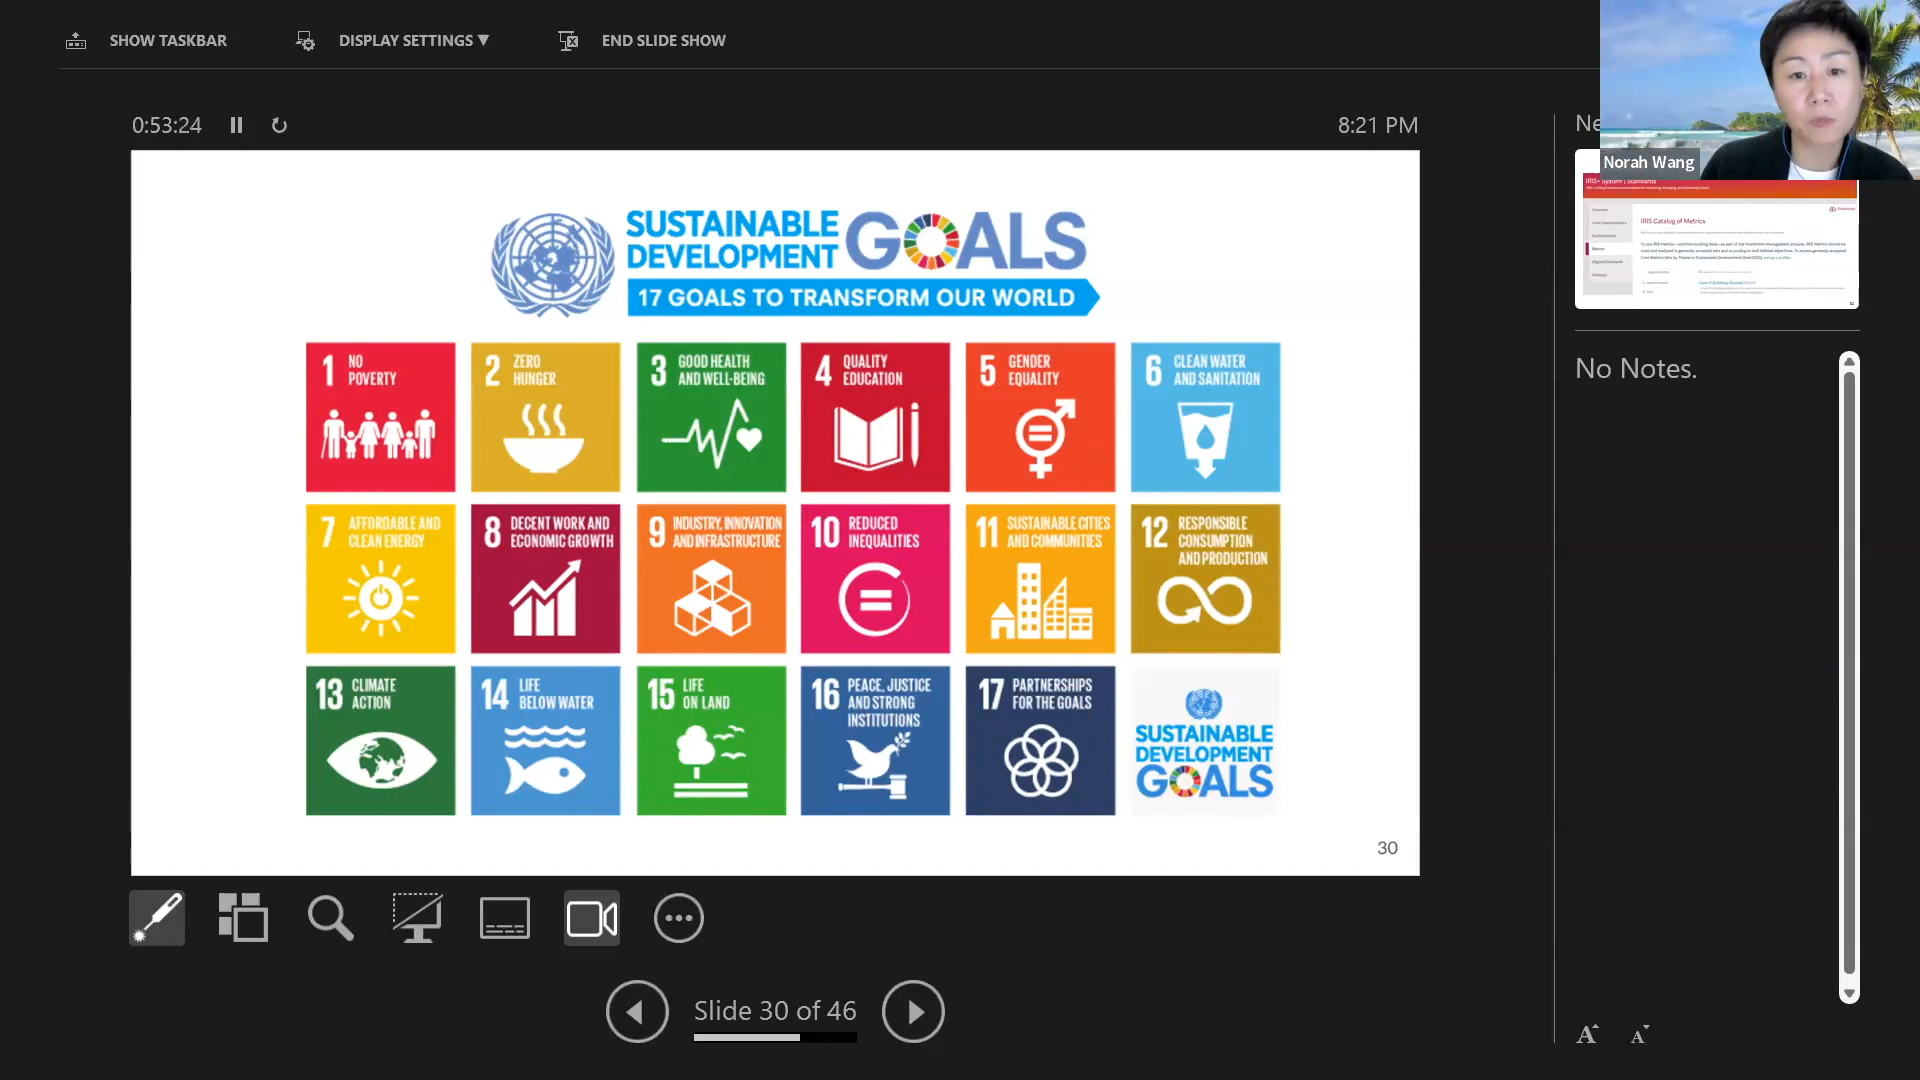 SHOW TASKBAR
DISPLAY SETTINGS ▼
END SLIDE SHOW
0:53:24
8:21 PM
Ne
Norah Wang
SUSTAINABLE
DEVELOPMENT
GOALS
17 GOALS TO TRANSFORM OUR WORLD
1 NO
POVERTY
2 ZERO
HUNGER
3 GOOD HEALTH
AND WELL-BEING
4 QUALITY
EDUCATION
5 GENDER
EQUALITY
6 CLEAN WATER
AND SANITATION
7 AFFORDABLE AND
CLEAN ENERGY
8 DECENT WORK AND
ECONOMIC GROWTH
9 INDUSTRY, INNOVATION
AND INFRASTRUCTURE
10 REDUCED
INEQUALITIES
11 SUSTAINABLE CITIES
AND COMMUNITIES
12 RESPONSIBLE
CONSUMPTION
AND PRODUCTION
13 CLIMATE
ACTION
14 LIFE
BELOW WATER
15 LIFE
ON LAND
16 PEACE, JUSTICE
AND STRONG
INSTITUTIONS
17 PARTNERSHIPS
FOR THE GOALS
SUSTAINABLE
DEVELOPMENT
GOALS
30
IRIS Catalog of Metrics
No Notes.
Slide 30 of 46
A A